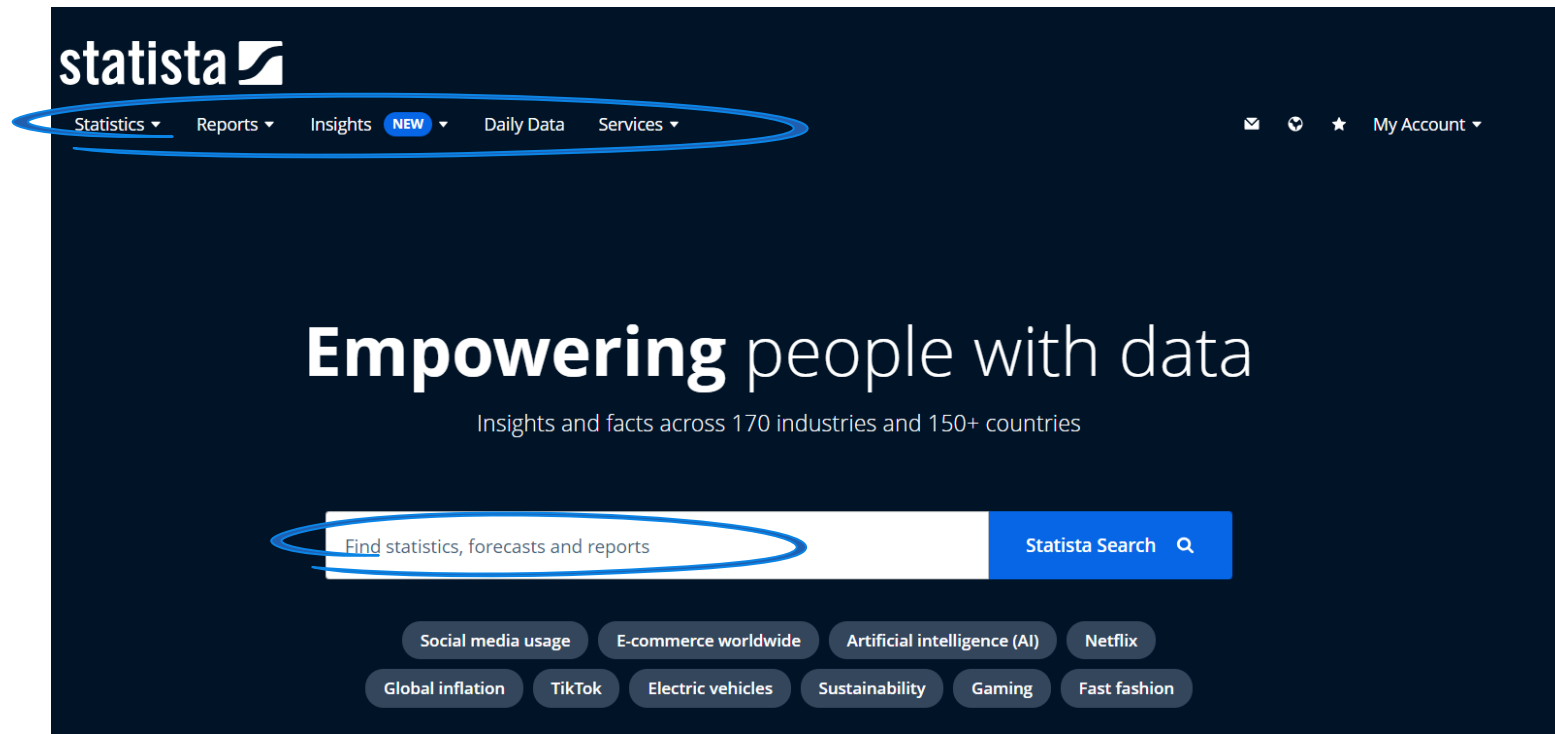 statista
Statistics Reports Insights NEW Daily Data Services My Account
Empowering people with data
Insights and facts across 170 industries and 150+ countries
Find statistics, forecasts and reports Statista Search
Social media usage E-commerce worldwide Artificial intelligence (AI) Netflix
Global inflation TikTok Electric vehicles Sustainability Gaming Fast fashion